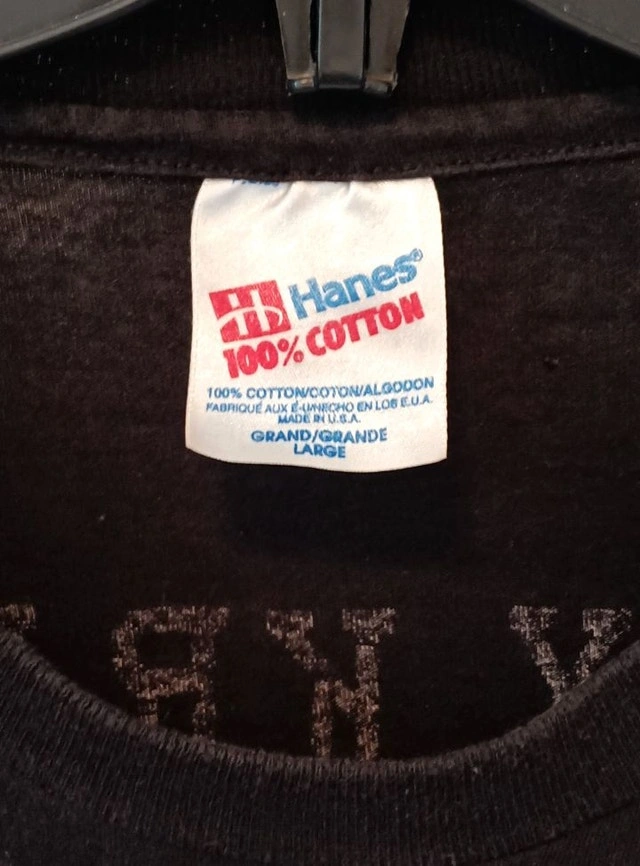 Hanes®
100% COTTON
100% COTTON/COTON/ALGODON
FABRIQUÉ AUX É-U/HECHO EN LOS E.U.A.
MADE IN U.S.A.
GRAND/GRANDE
LARGE